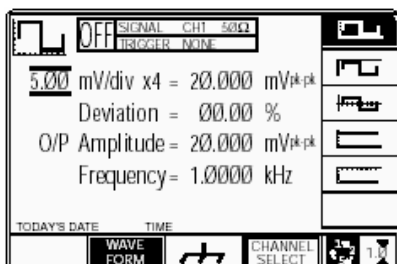 OFF SIGNAL CH1 50Ω
TRIGGER NONE
5.00 mV/div x4 = 20.000 mVpk-pk
Deviation = 00.00 %
O/P Amplitude = 20.000 mVpk-pk
Frequency = 1.0000 kHz
TODAY'S DATE TIME
WAVE FORM
CHANNEL SELECT
1.0